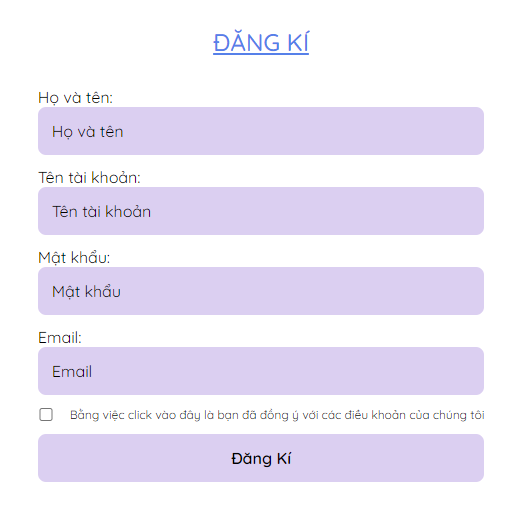 ĐĂNG KÍ
Họ và tên:
Họ và tên
Tên tài khoản:
Tên tài khoản
Mật khẩu:
Mật khẩu
Email:
Email
Bằng việc click vào đây là bạn đã đồng ý với các điều khoản của chúng tôi
Đăng Kí